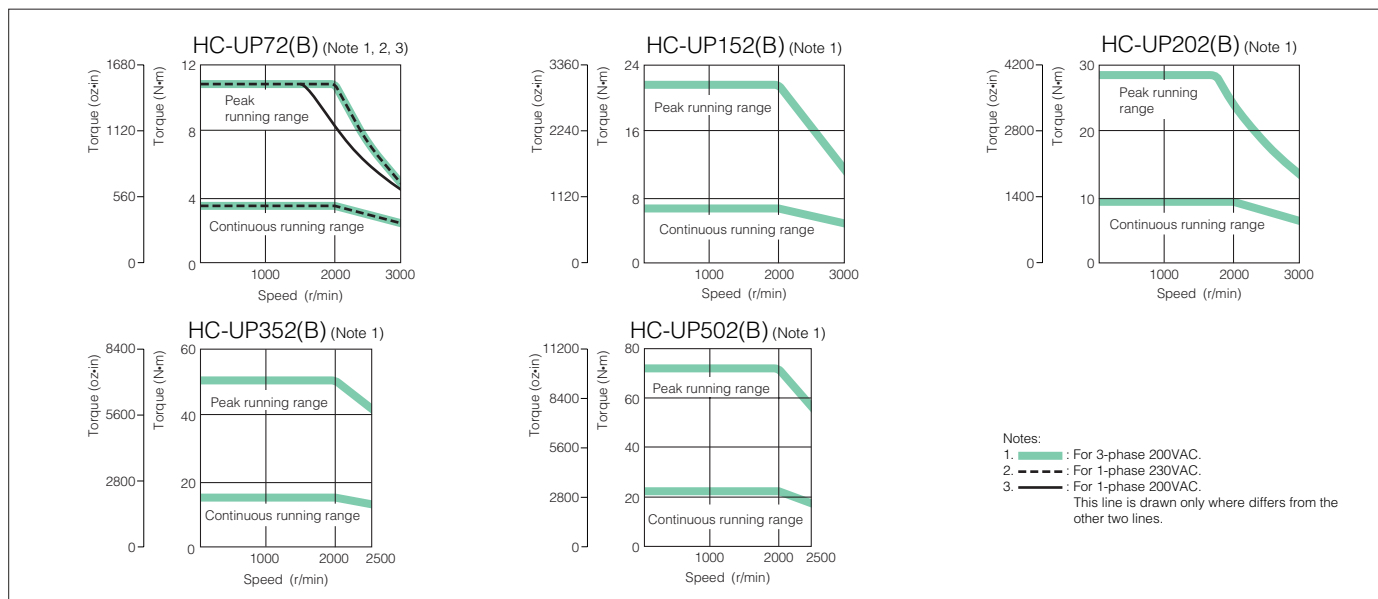 HC-UP72(B) (Note 1, 2, 3)
Torque (oz•in)
Torque (N•m)
1680
1120
560
0
12
8
4
0
Peak
running range
Continuous running range
1000 2000 3000
Speed (r/min)
HC-UP152(B) (Note 1)
Torque (oz•in)
Torque (N•m)
3360
2240
1120
0
24
16
8
0
Peak running range
Continuous running range
1000 2000 3000
Speed (r/min)
HC-UP202(B) (Note 1)
Torque (oz•in)
Torque (N•m)
4200
2800
1400
0
30
20
10
0
Peak running
range
Continuous running range
1000 2000 3000
Speed (r/min)
HC-UP352(B) (Note 1)
Torque (oz•in)
Torque (N•m)
8400
5600
2800
0
60
40
20
0
Peak running range
Continuous running range
1000 2000 2500
Speed (r/min)
HC-UP502(B) (Note 1)
Torque (oz•in)
Torque (N•m)
11200
8400
5600
2800
0
80
60
40
20
0
Peak running range
Continuous running range
1000 2000 2500
Speed (r/min)
Notes:
1. : For 3-phase 200VAC.
2. : For 1-phase 230VAC.
3. : For 1-phase 200VAC.
This line is drawn only where differs from the
other two lines.